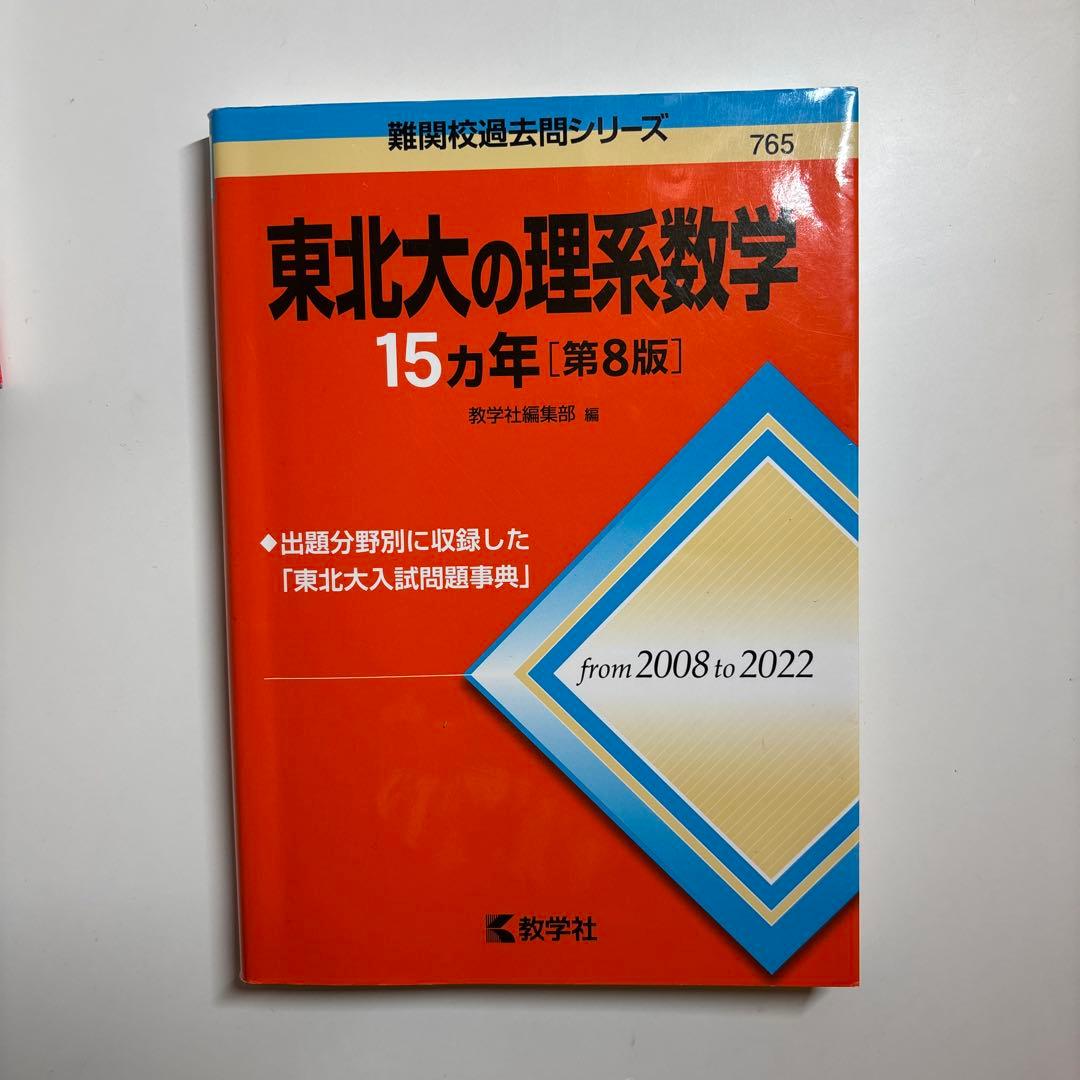 難関校過去問シリーズ
765
東北大の理系数学
15カ年［第8版］
教学社編集部 編
◆出題分野別に収録した
「東北大入試問題事典」
from 2008 to 2022
教学社